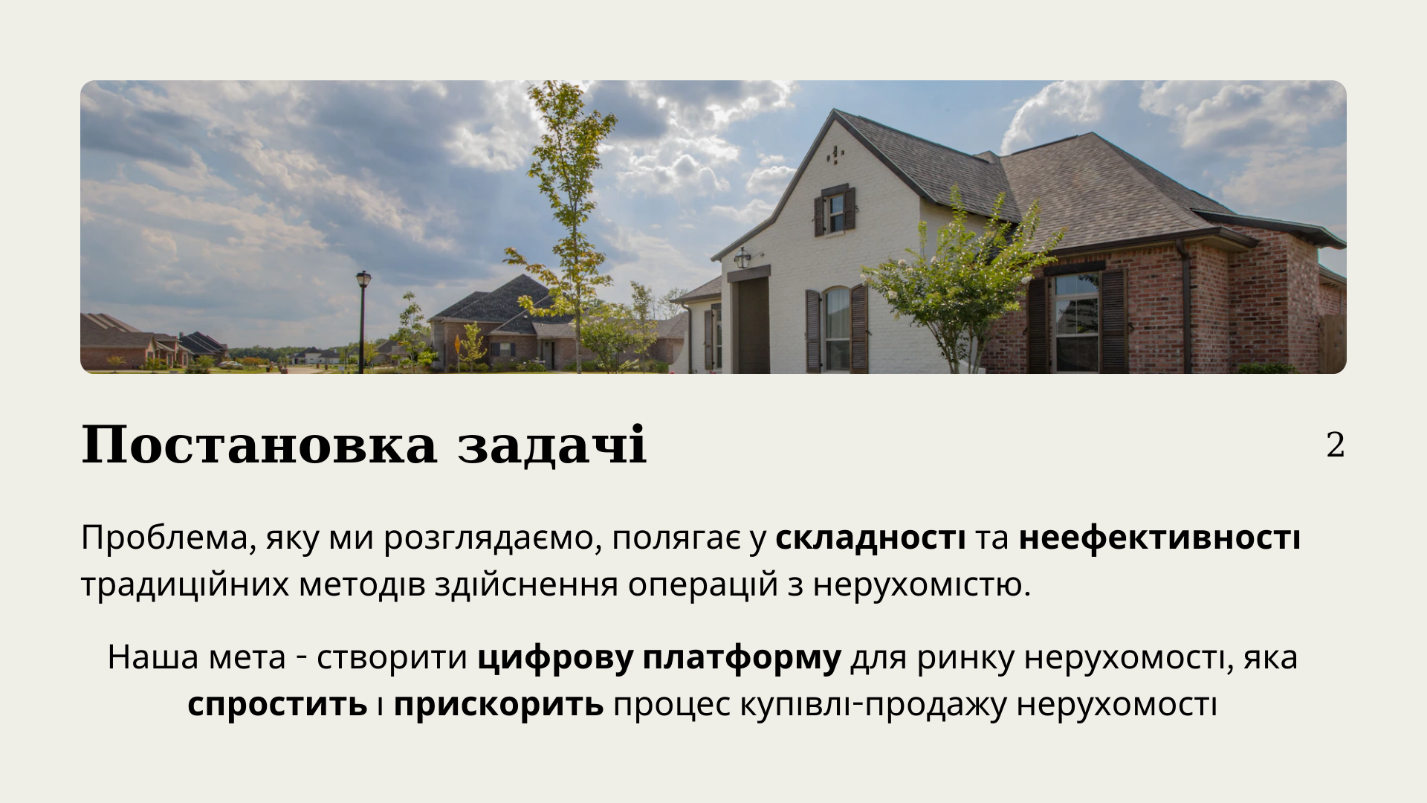 Постановка задачі
2
Проблема, яку ми розглядаємо, полягає у складності та неефективності
традиційних методів здійснення операцій з нерухомістю.
Наша мета - створити цифрову платформу для ринку нерухомості, яка
спростить і прискорить процес купівлі-продажу нерухомості